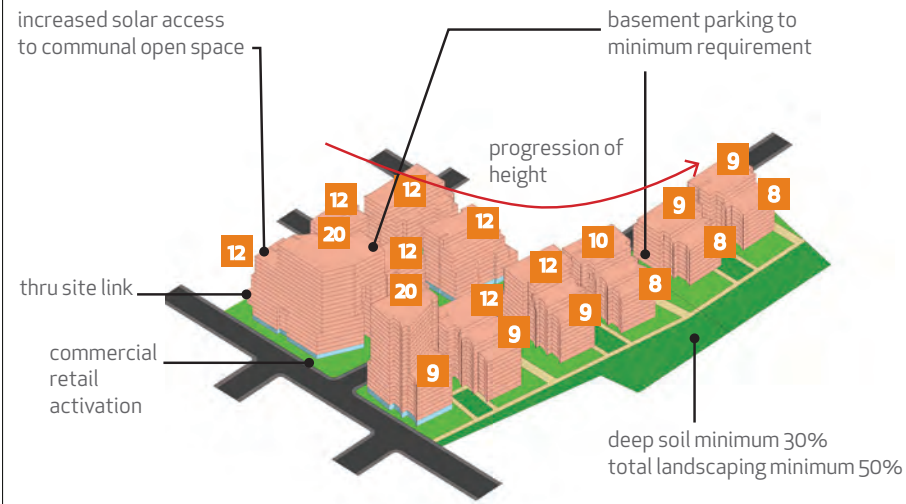 increased solar access
to communal open space
basement parking to
minimum requirement
progression of
height
9
12
12
8
9
12
20
12
12
10
8
12
8
20
12
9
9
9
thru site link
commercial
retail
activation
deep soil minimum 30%
total landscaping minimum 50%